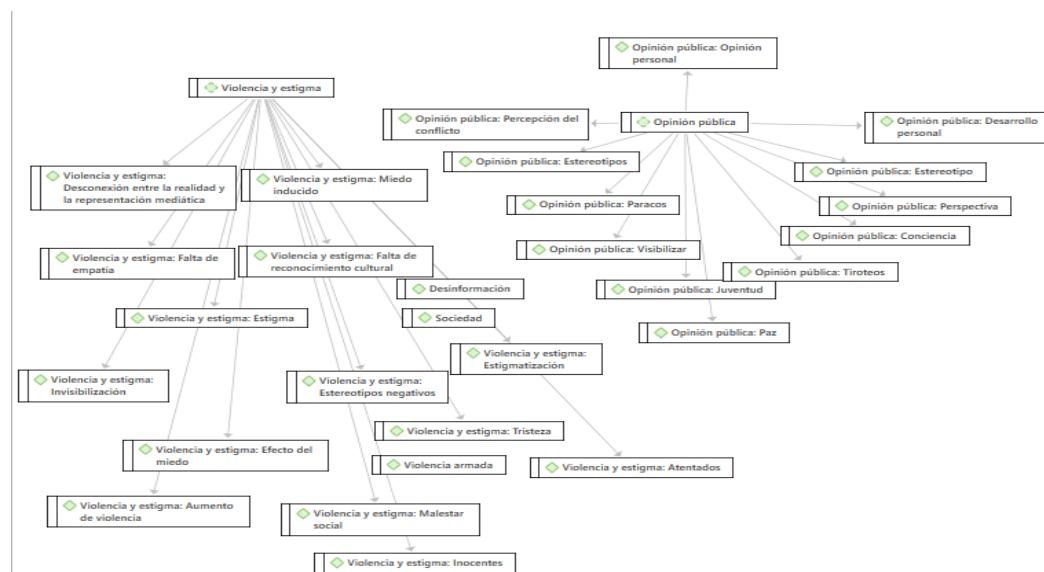 Opinión pública: Opinión
personal
Violencia y estigma
Opinión pública: Percepción del
conflicto
Opinión pública
Opinión pública: Desarrollo
personal
Opinión pública: Estereotipos
Opinión pública: Estereotipo
Violencia y estigma:
Desconexión entre la realidad y
la representación mediática
Violencia y estigma: Miedo
inducido
Opinión pública: Paracos
Opinión pública: Perspectiva
Opinión pública: Conciencia
Opinión pública: Visibilizar
Violencia y estigma: Falta de
empatía
Violencia y estigma: Falta de
reconocimiento cultural
Opinión pública: Tiroteos
Desinformación
Opinión pública: Juventud
Violencia y estigma: Estigma
Sociedad
Opinión pública: Paz
Violencia y estigma:
Estigmatización
Violencia y estigma:
Invisibilización
Violencia y estigma:
Estereotipos negativos
Violencia y estigma: Tristeza
Violencia y estigma: Efecto del
miedo
Violencia armada
Violencia y estigma: Atentados
Violencia y estigma: Aumento
de violencia
Violencia y estigma: Malestar
social
Violencia y estigma: Inocentes